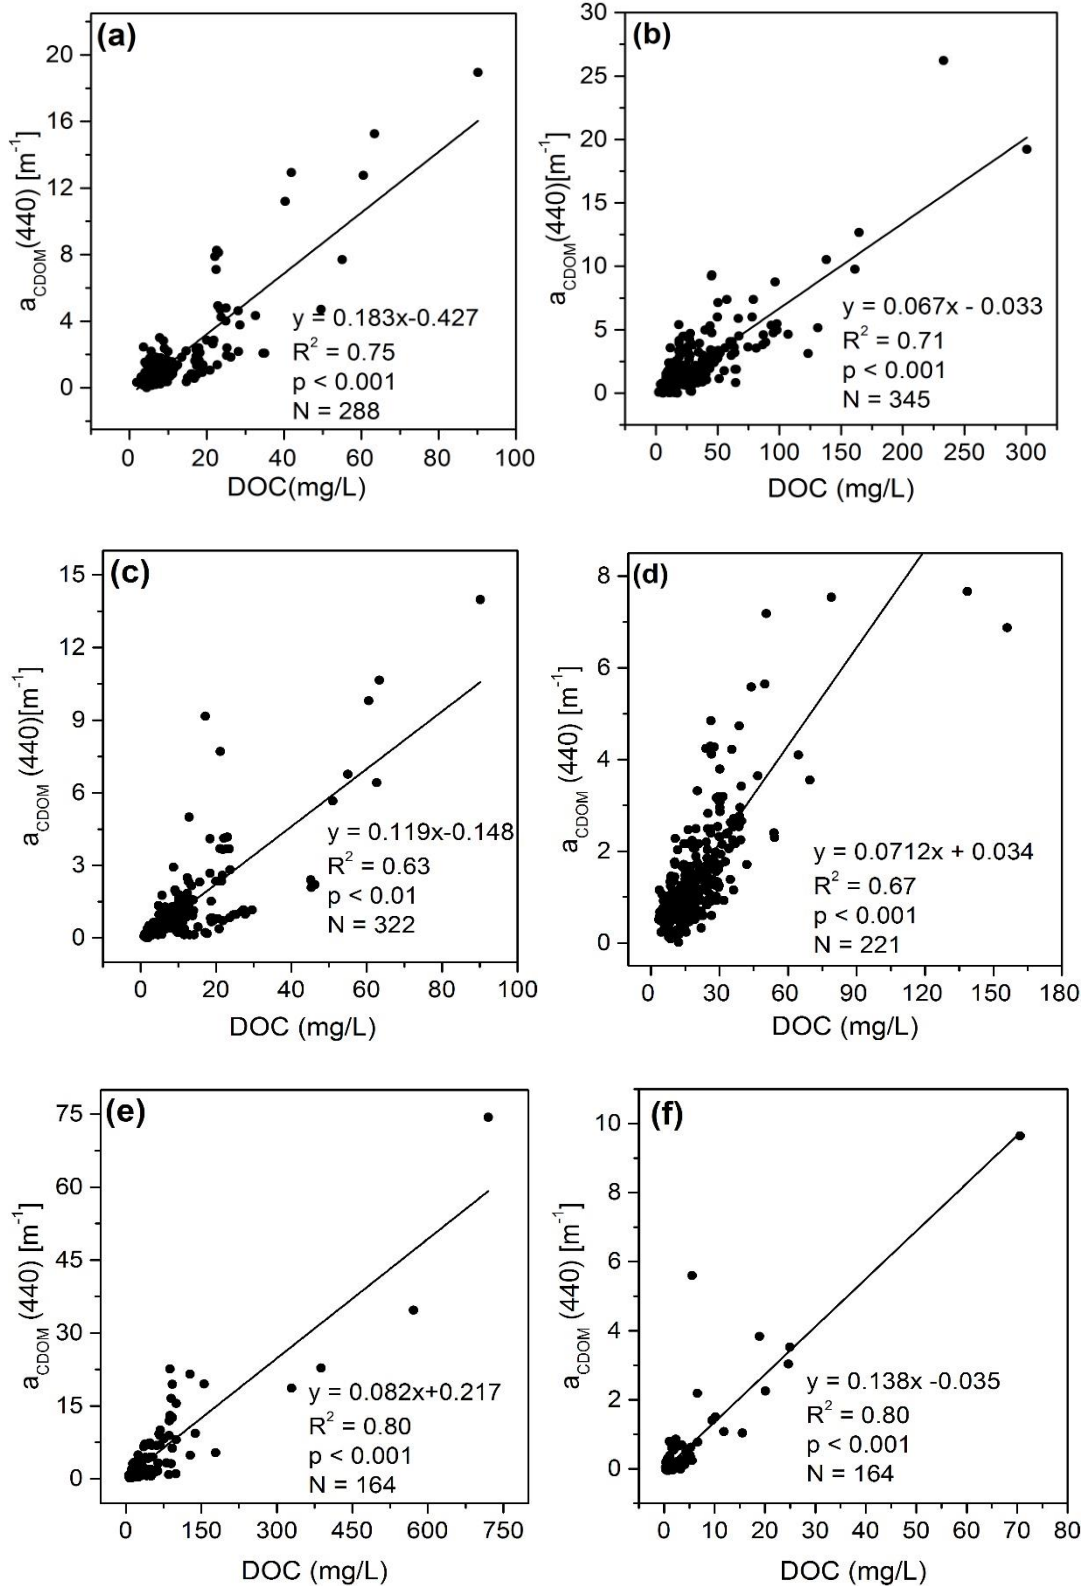 (a)
20
16
12
8
4
0
a_CDOM(440) [m⁻¹]
y = 0.183x-0.427
R² = 0.75
p < 0.001
N = 288
0 20 40 60 80 100
DOC(mg/L)
(b)
30
25
20
15
10
5
0
a_CDOM(440)[m⁻¹]
y = 0.067x - 0.033
R² = 0.71
p < 0.001
N = 345
0 50 100 150 200 250 300
DOC (mg/L)
(c)
15
12
9
6
3
0
a_CDOM (440)[m⁻¹]
y = 0.119x-0.148
R² = 0.63
p < 0.01
N = 322
0 20 40 60 80 100
DOC (mg/L)
(d)
8
6
4
2
0
a_CDOM (440) [m⁻¹]
y = 0.0712x + 0.034
R² = 0.67
p < 0.001
N = 221
0 30 60 90 120 150 180
DOC (mg/L)
(e)
75
60
45
30
15
0
a_CDOM (440) [m⁻¹]
y = 0.082x+0.217
R² = 0.80
p < 0.001
N = 164
0 150 300 450 600 750
DOC (mg/L)
(f)
10
8
6
4
2
0
a_CDOM (440) [m⁻¹]
y = 0.138x -0.035
R² = 0.80
p < 0.001
N = 164
0 10 20 30 40 50 60 70 80
DOC (mg/L)